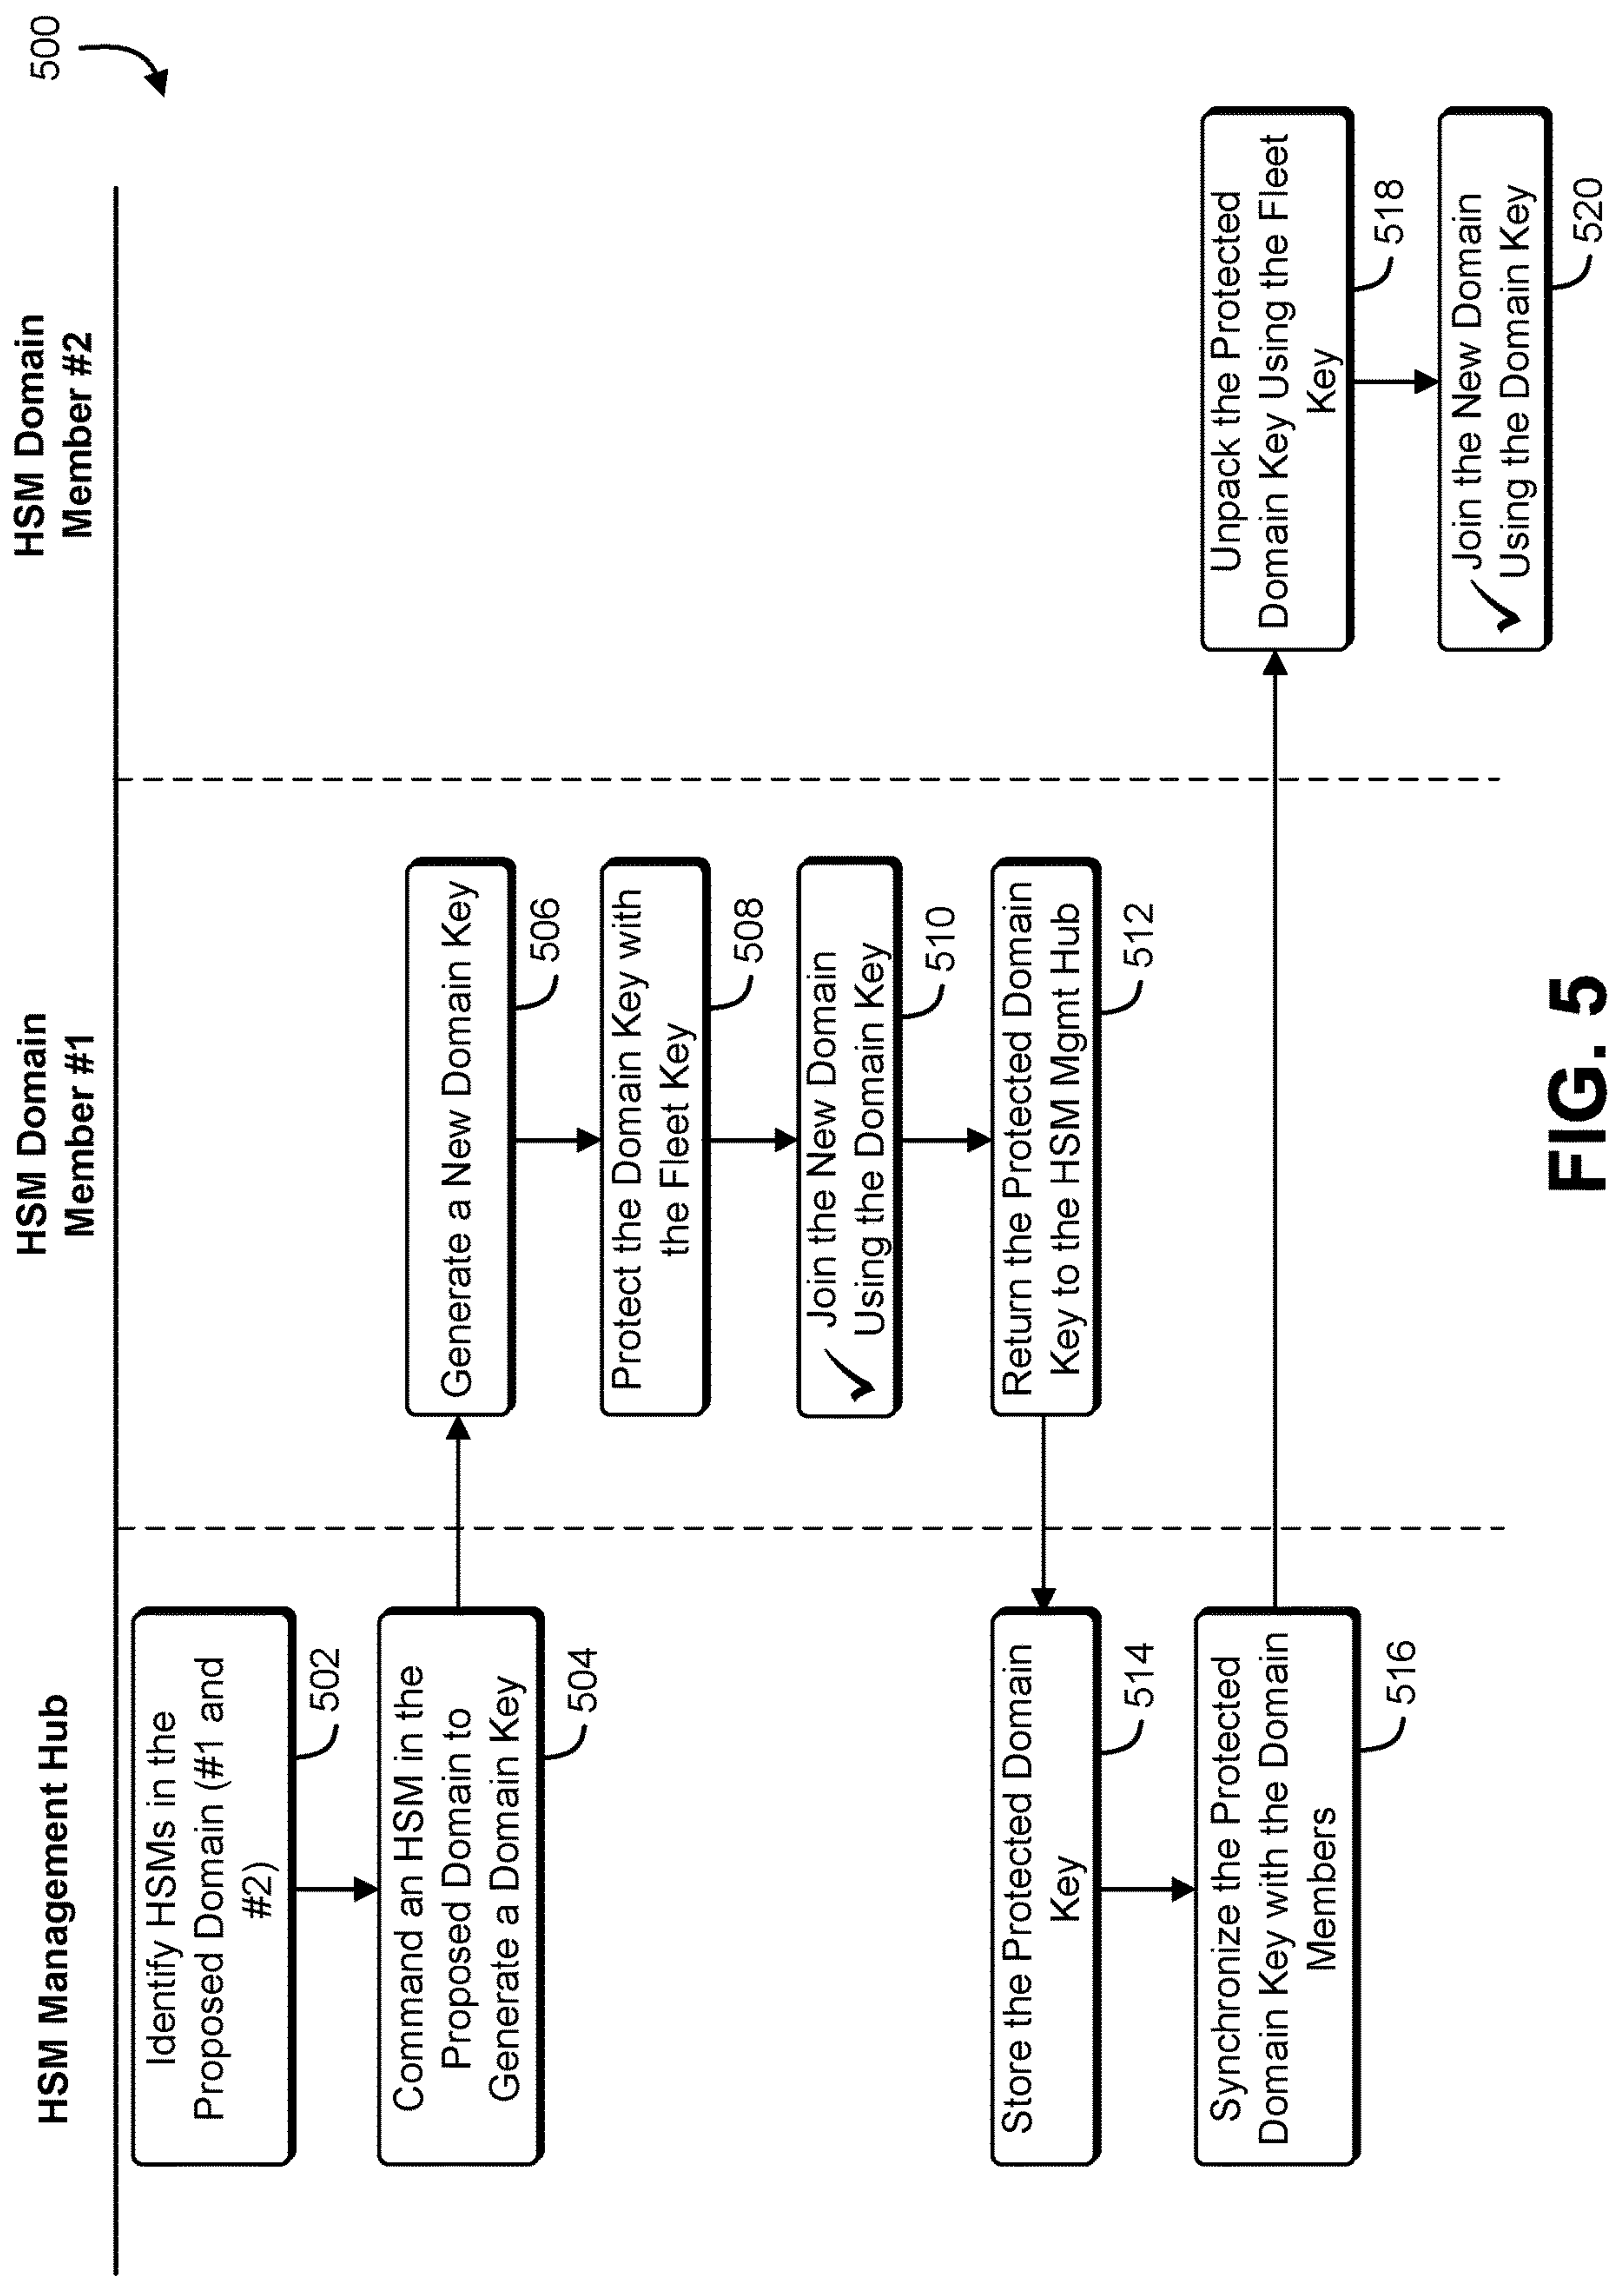 500
HSM Management Hub
HSM Domain
Member #1
HSM Domain
Member #2
Identify HSMs in the
Proposed Domain (#1 and
#2)
502
Command an HSM in the
Proposed Domain to
Generate a Domain Key
504
Generate a New Domain Key
506
Protect the Domain Key with
the Fleet Key
508
✓ Join the New Domain
Using the Domain Key
510
Return the Protected Domain
Key to the HSM Mgmt Hub
512
Store the Protected Domain
Key
514
Synchronize the Protected
Domain Key with the Domain
Members
516
Unpack the Protected
Domain Key Using the Fleet
Key
518
✓ Join the New Domain
Using the Domain Key
520
FIG. 5